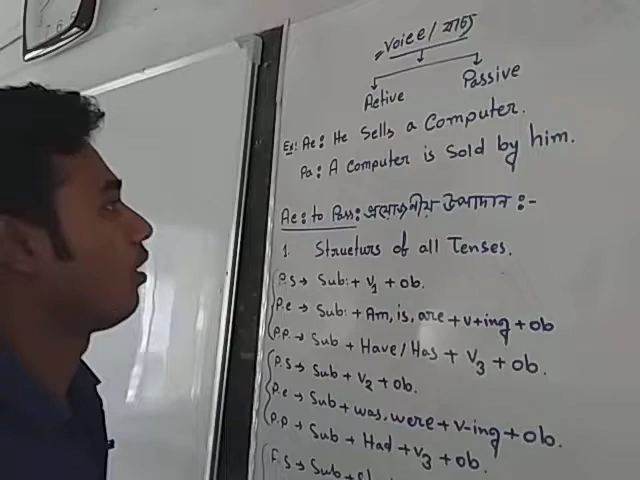 Voice / বাচ্য
Active Passive
Ex: Ac: He sells a Computer.
Pa: A Computer is sold by him.
Ac: to Pass: প্রয়োজনীয় উপাদান :-
1. Structurs of all Tenses.
P.S → Sub: + V1 + ob.
P.c → Sub: + Am, is, are + v+ing + ob
P.P. → Sub + Have/Has + V3 + ob.
P.S → Sub + V2 + ob.
P.c → Sub + was, were + v-ing + ob.
P.P → Sub + Had + V3 + ob.
F.S → Sub +